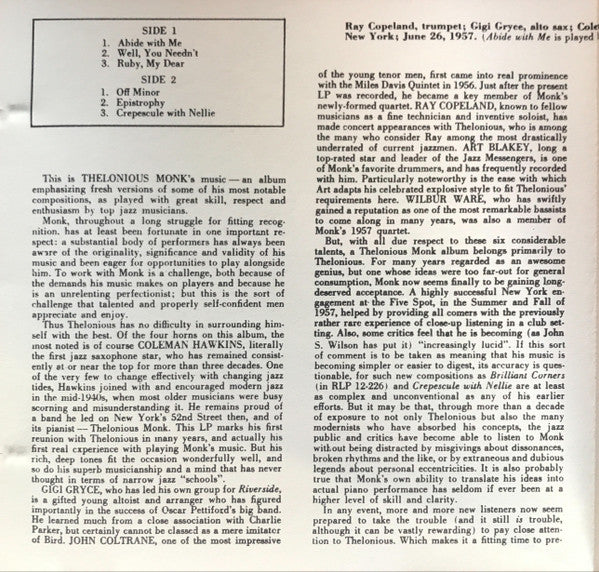 SIDE 1
1. Abide with Me
2. Well, You Needn't
3. Ruby, My Dear
SIDE 2
1. Off Minor
2. Epistrophy
3. Crepescule with Nellie
This is THELONIOUS MONK's music — an album
emphasizing fresh versions of some of his most notable
compositions, as played with great skill, respect and
enthusiasm by top jazz musicians.
Monk, throughout a long struggle for fitting recog-
nition, has at least been fortunate in one important re-
spect: a substantial body of performers has always been
aware of the originality, significance and validity of his
music and been eager for opportunities to play alongside
him. To work with Monk is a challenge, both because of
the demands his music makes on players and because he
is an unrelenting perfectionist; but this is the sort of
challenge that talented and properly self-confident men
appreciate and enjoy.
Thus Thelonious has no difficulty in surrounding him-
self with the best. Of the four horns on this album, the
most noted is of course COLEMAN HAWKINS, literally
the first jazz saxophone star, who has remained consist-
ently at or near the top for more than three decades. One
of the very few to change effectively with changing jazz
tides, Hawkins joined with and encouraged modern jazz
in the mid-1940s, when most older musicians were busy
scorning and misunderstanding it. He remains proud of
a band he led on New York's 52nd Street then, and of
its pianist — Thelonious Monk. This LP marks his first
reunion with Thelonious in many years, and actually his
first real experience with playing Monk's music. But his
rich, deep tones fit the occasion wonderfully well, and
so do his superb musicianship and a mind that has never
thought in terms of narrow jazz "schools".
GIGI GRYCE, who has led his own group for Riverside,
is a gifted young altoist and arranger who has figured
importantly in the success of Oscar Pettiford's big band.
He learned much from a close association with Charlie
Parker, but certainly cannot be classed as a mere imitator
of Bird. JOHN COLTRANE, one of the most impressive
Ray Copeland, trumpet; Gigi Gryce, alto sax; Cole
New York; June 26, 1957. (Abide with Me is played
of the young tenor men, first came into real prominence
with the Miles Davis Quintet in 1956. Just after the present
LP was recorded, he became a key member of Monk's
newly-formed quartet. RAY COPELAND, known to fellow
musicians as a fine technician and inventive soloist, has
made concert appearances with Thelonious, who is among
the many who consider Ray among the most drastically
underrated of current jazzmen. ART BLAKEY, long a
top-rated star and leader of the Jazz Messengers, is one
of Monk's favorite drummers, and has frequently recorded
with him. Particularly noteworthy is the ease with which
Art adapts his celebrated explosive style to fit Thelonious'
requirements here. WILBUR WARE, who has swiftly
gained a reputation as one of the most remarkable bassists
to come along in many years, was also a member of
Monk's 1957 quartet.
But, with all due respect to these six considerable
talents, a Thelonious Monk album belongs primarily to
Thelonious. For many years regarded as an awesome
genius, but one whose ideas were too far-out for general
consumption, Monk now seems finally to be gaining long-
deserved acceptance. A highly successful New York en-
gagement at the Five Spot, in the Summer and Fall of
1957, helped by providing all comers with the previously
rather rare experience of close-up listening in a club set-
ting. Also, some critics feel that he is becoming (as John
S. Wilson has put it) "increasingly lucid". If this sort
of comment is to be taken as meaning that his music is
becoming simpler or easier to digest, its accuracy is ques-
tionable, for such new compositions as Brilliant Corners
(in RLP 12-226) and Crepescule with Nellie are at least
as complex and unconventional as any of his earlier
efforts. But it may be that, through more than a decade
of exposure to not only Thelonious but also the many
modernists who have absorbed his concepts, the jazz
public and critics have become able to listen to Monk
without being distracted by misgivings about dissonances,
broken rhythms and the like, or by extraneous and dubious
legends about personal eccentricities. It is also probably
true that Monk's own ability to translate his ideas into
actual piano performance has seldom if ever been at a
higher level of skill and clarity.
In any event, more and more new listeners now seem
prepared to take the trouble (and it still is trouble,
although it can be vastly rewarding) to pay close atten-
tion to Thelonious. Which makes it a fitting time to pre-